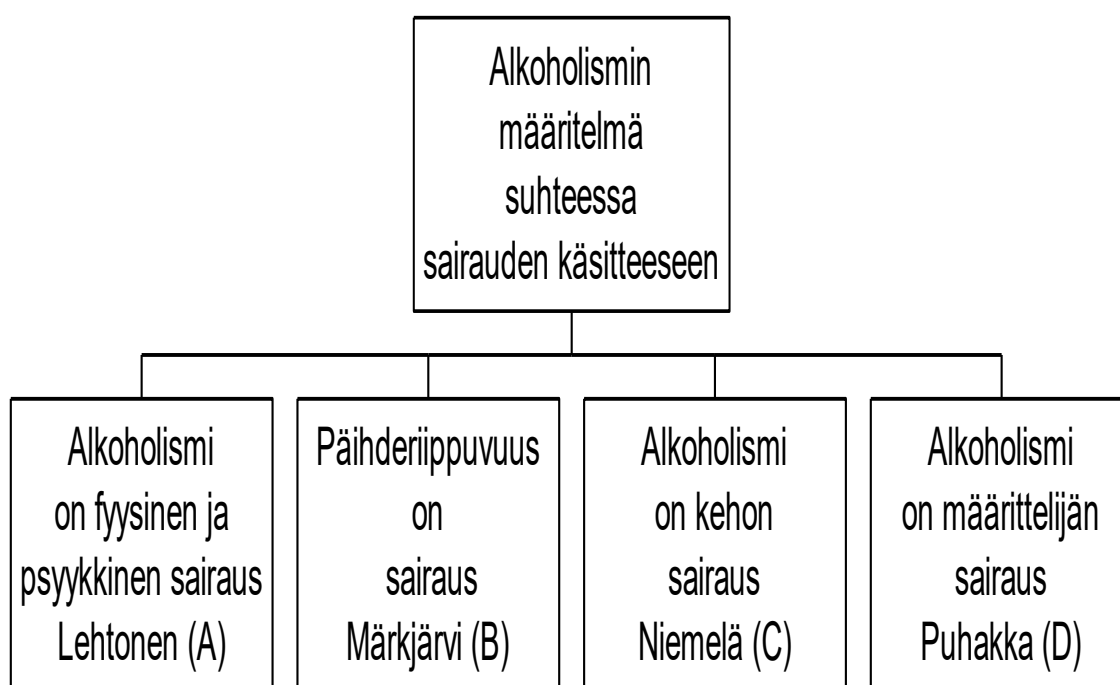 Alkoholismin
määritelmä
suhteessa
sairauden käsitteeseen
Alkoholismi
on fyysinen ja
psyykkinen sairaus
Lehtonen (A)
Päihderiippuvuus
on
sairaus
Märkjärvi (B)
Alkoholismi
on kehon
sairaus
Niemelä (C)
Alkoholismi
on määrittelijän
sairaus
Puhakka (D)